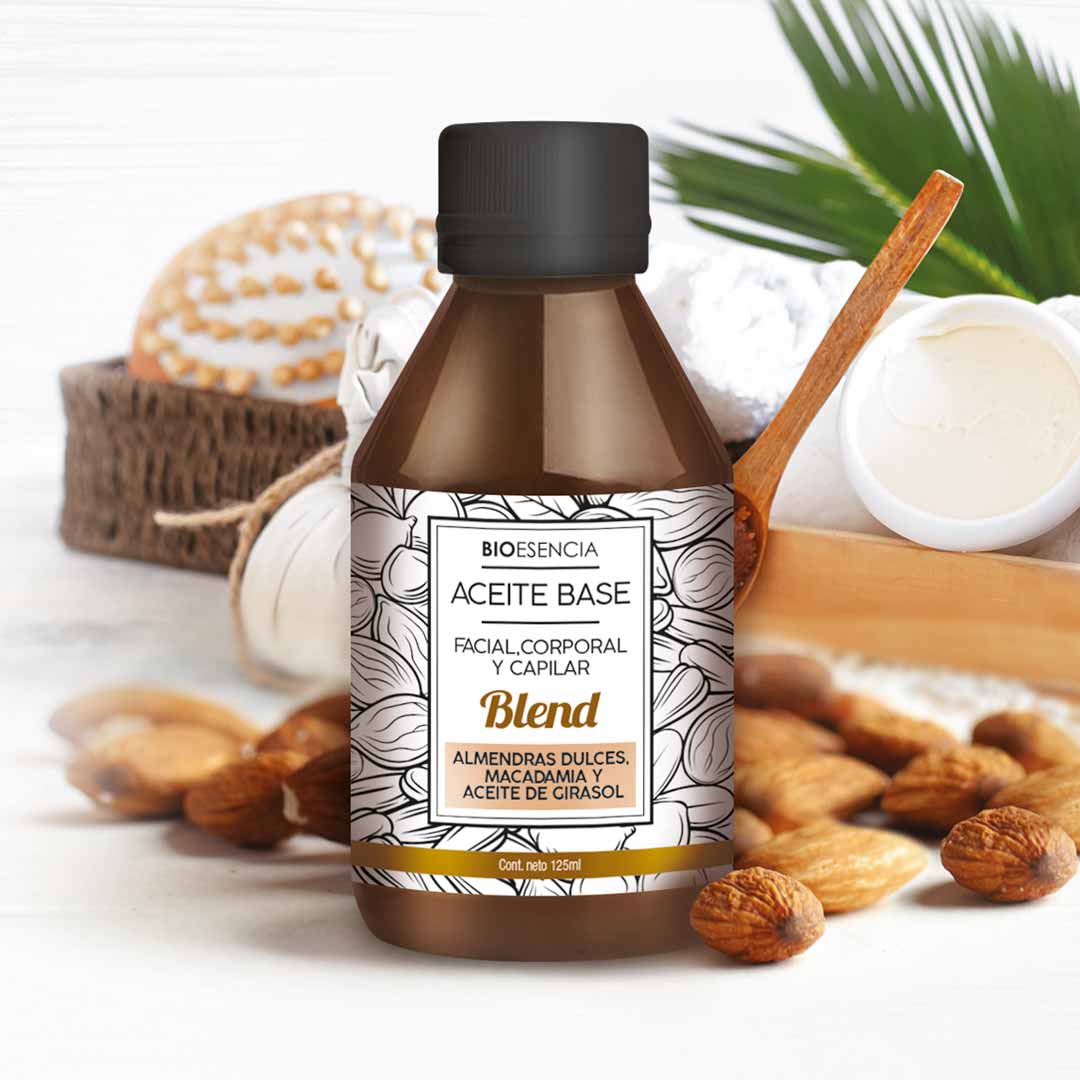 BIOESENCIA
ACEITE BASE
FACIAL,CORPORAL
Y CAPILAR
Blend
ALMENDRAS DULCES,
MACADAMIA Y
ACEITE DE GIRASOL
Cont. neto 125ml